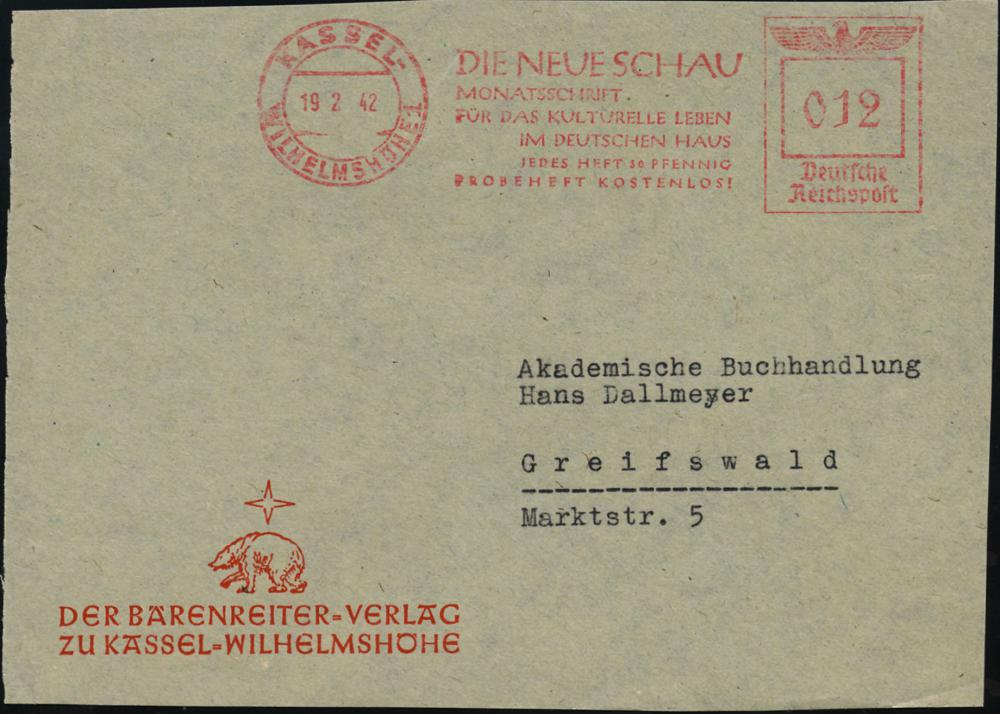 KASSEL-
WILHELMSHÖHE 1
19 2 42
DIE NEUE SCHAU
MONATSSCHRIFT.
FÜR DAS KULTURELLE LEBEN
IM DEUTSCHEN HAUS
JEDES HEFT 30 PFENNIG
PROBEHEFT KOSTENLOS!
012
Deutsche
Reichspost
Akademische Buchhandlung
Hans Dallmeyer
Greifswald
Marktstr. 5
DER BÄRENREITER=VERLAG
ZU KASSEL=WILHELMSHÖHE